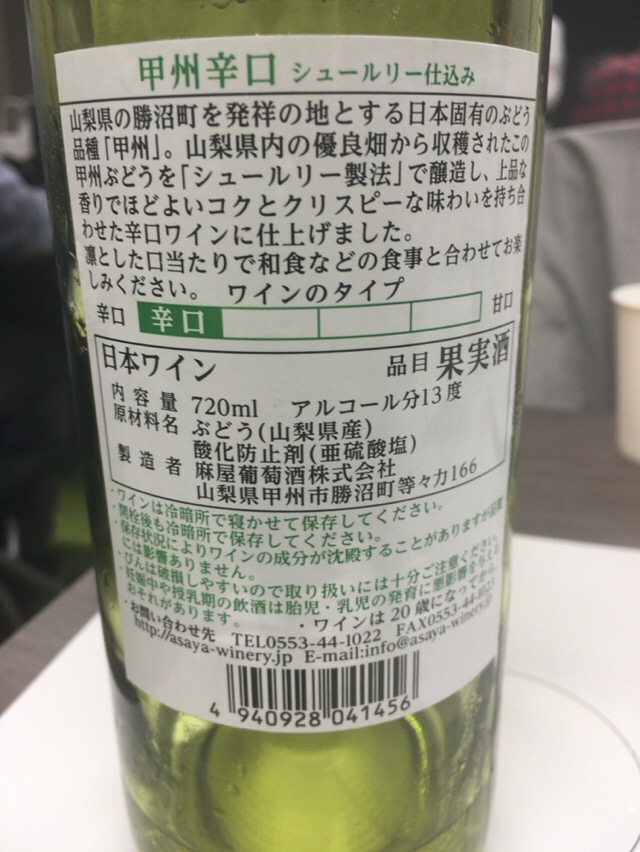 甲州辛口 シュールリー仕込み
山梨県の勝沼町を発祥の地とする日本固有のぶどう
品種「甲州」。山梨県内の優良畑から収穫されたこの
甲州ぶどうを「シュールリー製法」で醸造し、上品な
香りでほどよいコクとクリスピーな味わいを持ち合
わせた辛口ワインに仕上げました。
凛とした口当たりで和食などの食事と合わせてお楽
しみください。 ワインのタイプ
辛口 辛口 甘口
日本ワイン 品目 果実酒
内容量 720ml アルコール分13度
原材料名 ぶどう(山梨県産)
酸化防止剤(亜硫酸塩)
製造者 麻屋葡萄酒株式会社
山梨県甲州市勝沼町等々力166
・ワインは冷暗所で寝かせて保存してください。
・開栓後も冷暗所で保存してください。
・保存状況によりワインの成分が沈殿することがありますが品質
には影響ありません。
・びんは破損しやすいので取り扱いには十分ご注意ください。
・妊娠中や授乳期の飲酒は胎児・乳児の発育に悪影響を与える
おそれがあります。 ・ワインは20歳になってから。
・お問い合わせ先 TEL0553-44-1022 FAX0553-44-1023
http://asaya-winery.jp E-mail:info@asaya-winery.jp
4 940928 041456